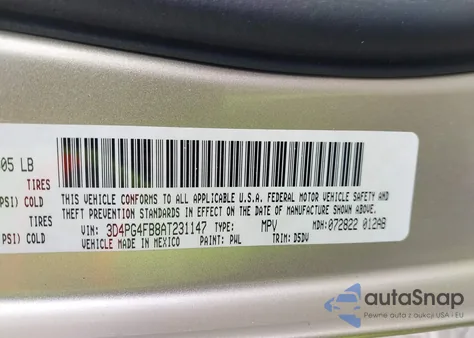 05 LB
TIRES
PSI) COLD
TIRES
PSI) COLD
THIS VEHICLE CONFORMS TO ALL APPLICABLE U.S.A. FEDERAL MOTOR VEHICLE SAFETY AND
THEFT PREVENTION STANDARDS IN EFFECT ON THE DATE OF MANUFACTURE SHOWN ABOVE.
VIN: 3D4PG4FB8AT231147 TYPE: MPV MDH: 072822 012AB
VEHICLE MADE IN MEXICO PAINT: PWL TRIM: D5DW
autoSnap
Pewne auta z aukcji USA i EU